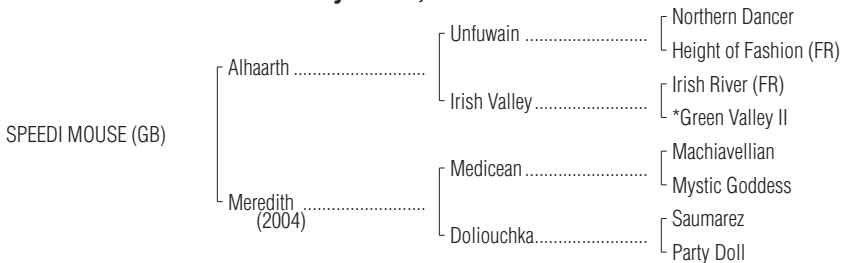 Unfuwain ................................
Northern Dancer
Height of Fashion (FR)
Alhaarth ...................................
Irish Valley..............................
Irish River (FR)
*Green Valley II
SPEEDI MOUSE (GB)
Medicean ................................
Machiavellian
Mystic Goddess
Meredith ................................
(2004)
Doliouchka.............................
Saumarez
Party Doll